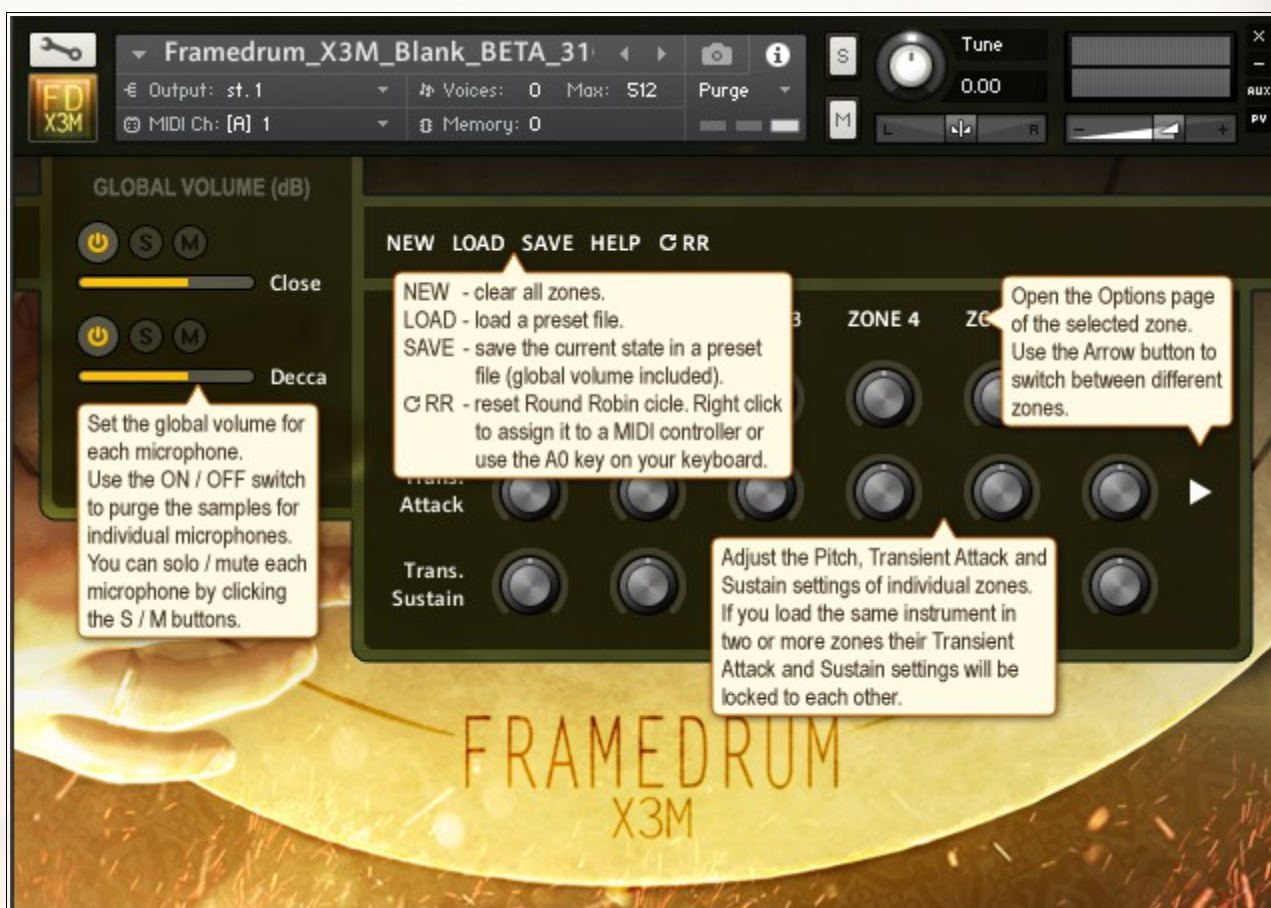 Framedrum_X3M_Blank_BETA_31
Output: st. 1
Voices: 0 Max: 512
Purge
MIDI Ch: [A] 1
Memory: 0
S
M
Tune
0.00
L
R
-
+
×
-
AUX
PV
FD
X3M
GLOBAL VOLUME (dB)
S M
Close
S M
Decca
Set the global volume for
each microphone.
Use the ON / OFF switch
to purge the samples for
individual microphones.
You can solo / mute each
microphone by clicking
the S / M buttons.
NEW LOAD SAVE HELP RR
NEW - clear all zones.
LOAD - load a preset file.
SAVE - save the current state in a preset
file (global volume included).
RR - reset Round Robin cicle. Right click
to assign it to a MIDI controller or
use the A0 key on your keyboard.
3 ZONE 4
Open the Options page
of the selected zone.
Use the Arrow button to
switch between different
zones.
Trans.
Attack
Trans.
Sustain
Adjust the Pitch, Transient Attack and
Sustain settings of individual zones.
If you load the same instrument in
two or more zones their Transient
Attack and Sustain settings will be
locked to each other.
FRAMEDRUM
X3M